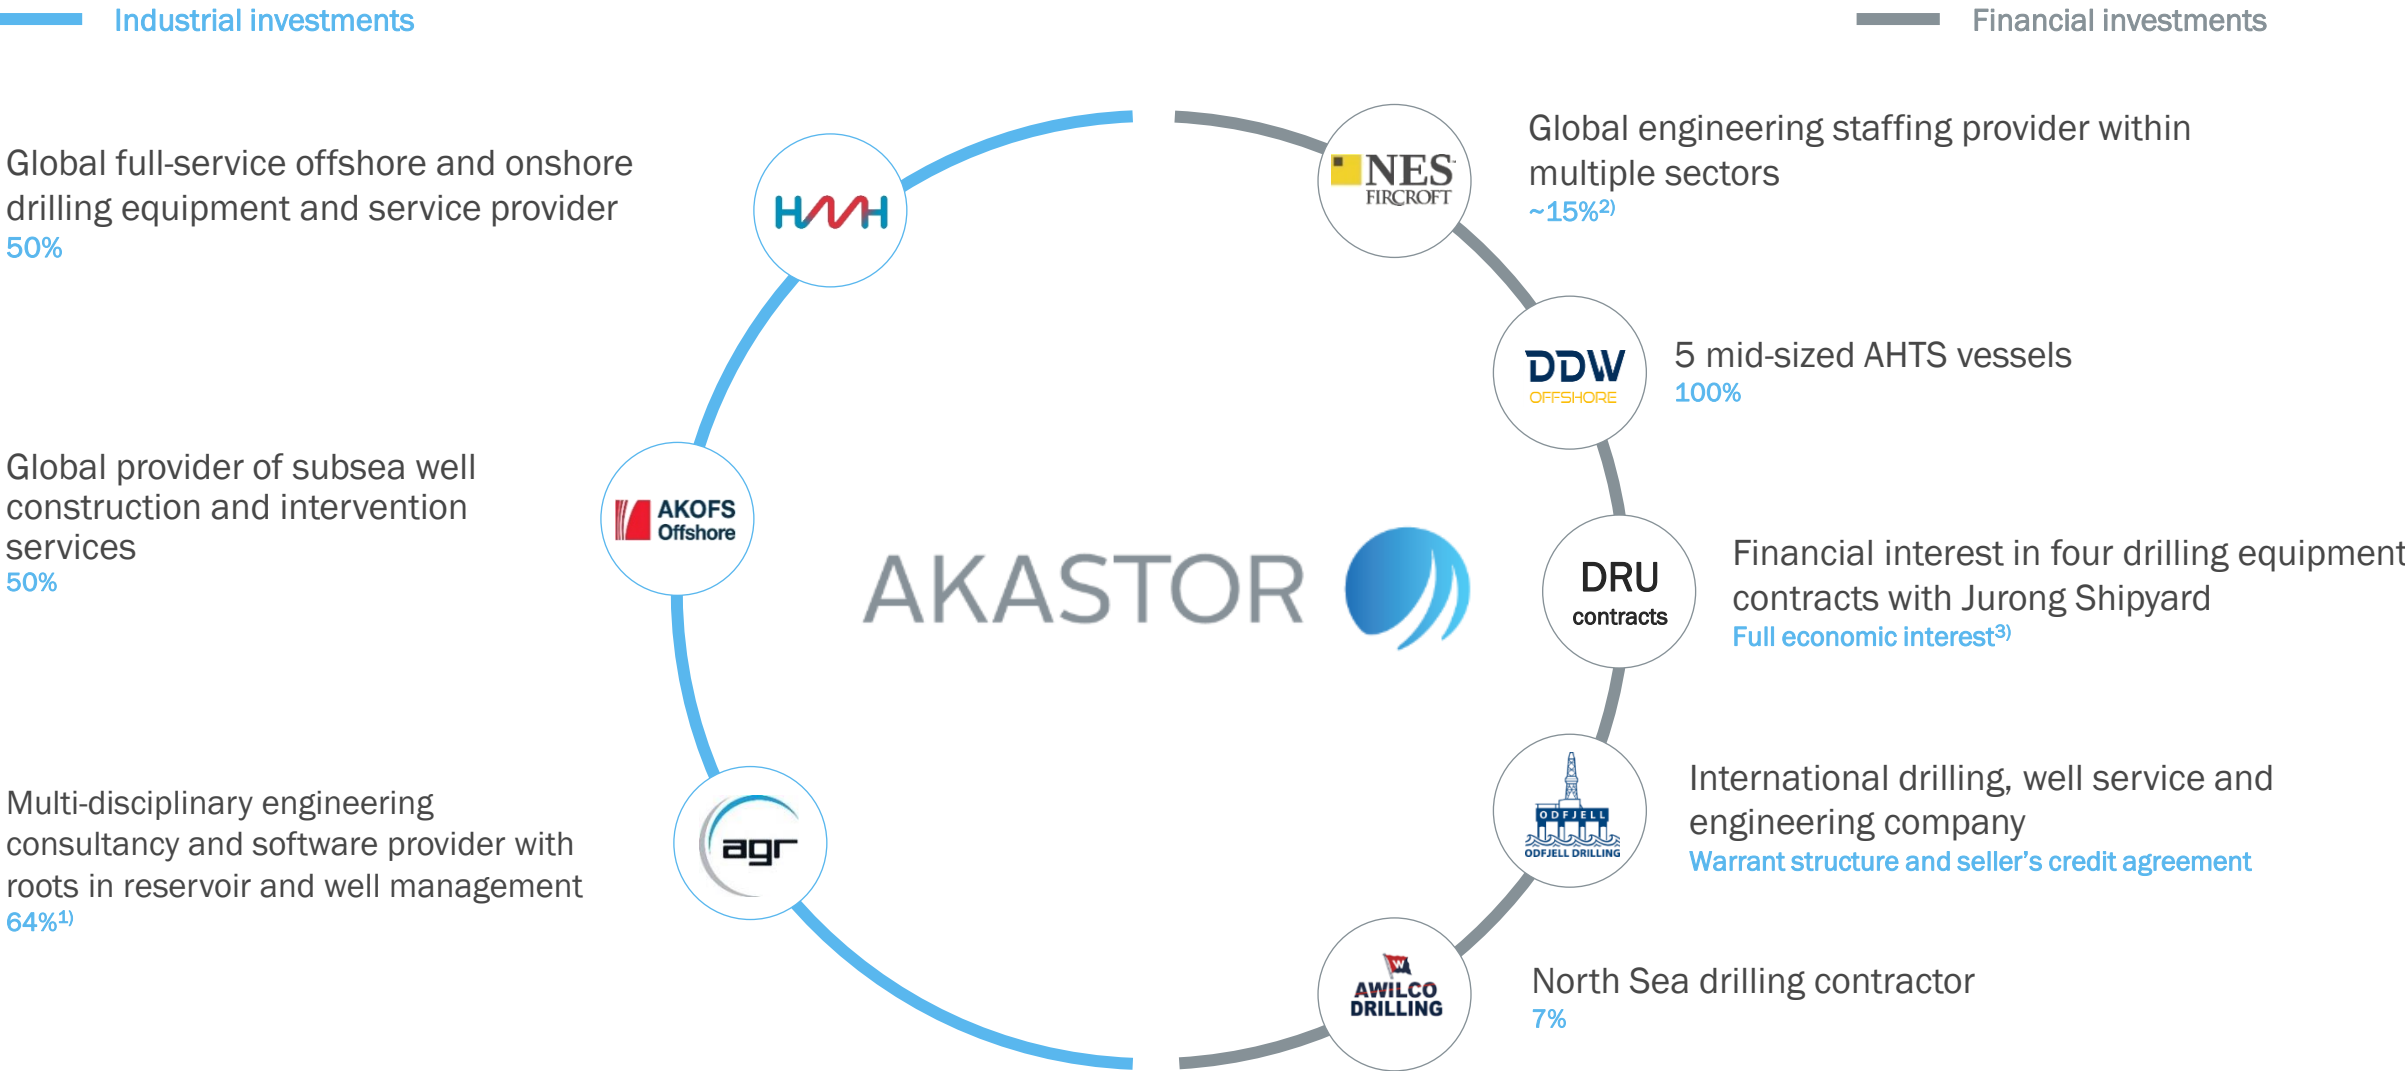 Industrial investments
Financial investments
Global full-service offshore and onshore
drilling equipment and service provider
50%
HMH
Global provider of subsea well
construction and intervention
services
50%
AKOFS
Offshore
Multi-disciplinary engineering
consultancy and software provider with
roots in reservoir and well management
64%1)
agr
AKASTOR
NES
FIRCROFT
Global engineering staffing provider within
multiple sectors
~15%2)
DDW
OFFSHORE
5 mid-sized AHTS vessels
100%
DRU
contracts
Financial interest in four drilling equipment
contracts with Jurong Shipyard
Full economic interest3)
ODFJELL
ODFJELL DRILLING
International drilling, well service and
engineering company
Warrant structure and seller's credit agreement
W
AWILCO
DRILLING
North Sea drilling contractor
7%